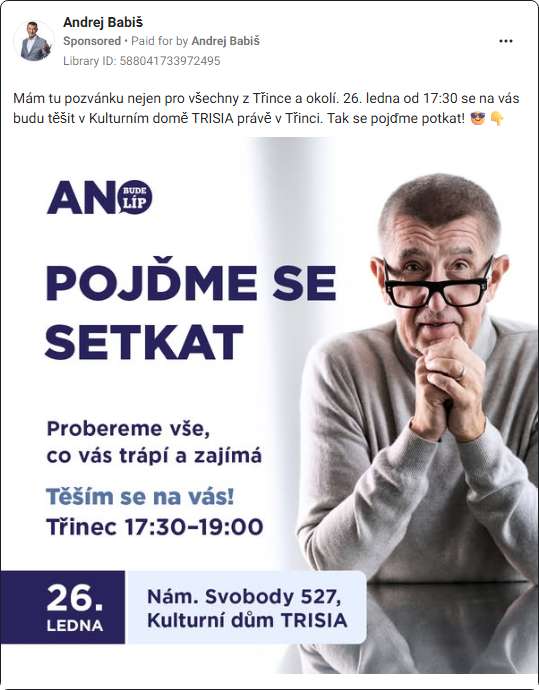 Andrej Babiš
Sponsored • Paid for by Andrej Babiš
Library ID: 588041733972495
Mám tu pozvánku nejen pro všechny z Třince a okolí. 26. ledna od 17:30 se na vás
budu těšit v Kulturním domě TRISIA právě v Třinci. Tak se pojďme potkat! 😎 👇
ANO
BUDE
LÍP
POJĎME SE
SETKAT
Probereme vše,
co vás trápí a zajímá
Těším se na vás!
Třinec 17:30–19:00
26.
LEDNA
Nám. Svobody 527,
Kulturní dům TRISIA